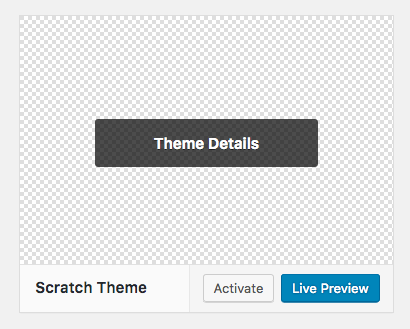 Theme Details
Scratch Theme
Activate
Live Preview